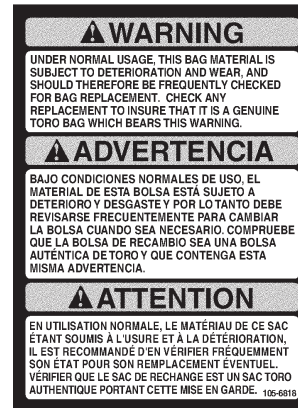 WARNING
UNDER NORMAL USAGE, THIS BAG MATERIAL IS
SUBJECT TO DETERIORATION AND WEAR, AND
SHOULD THEREFORE BE FREQUENTLY CHECKED
FOR BAG REPLACEMENT. CHECK ANY
REPLACEMENT TO INSURE THAT IT IS A GENUINE
TORO BAG WHICH BEARS THIS WARNING.
ADVERTENCIA
BAJO CONDICIONES NORMALES DE USO, EL
MATERIAL DE ESTA BOLSA ESTÁ SUJETO A
DETERIORO Y DESGASTE Y POR LO TANTO DEBE
REVISARSE FRECUENTEMENTE PARA CAMBIAR
LA BOLSA CUANDO SEA NECESARIO. COMPRUEBE
QUE LA BOLSA DE RECAMBIO SEA UNA BOLSA
AUTÉNTICA DE TORO Y QUE CONTENGA ESTA
MISMA ADVERTENCIA.
ATTENTION
EN UTILISATION NORMALE, LE MATÉRIAU DE CE SAC
ÉTANT SOUMIS À L'USURE ET À LA DÉTÉRIORATION,
IL EST RECOMMANDÉ D'EN VÉRIFIER FRÉQUEMMENT
SON ÉTAT POUR SON REMPLACEMENT ÉVENTUEL.
VÉRIFIER QUE LE SAC DE RECHANGE EST UN SAC TORO
AUTHENTIQUE PORTANT CETTE MISE EN GARDE. 105-6818